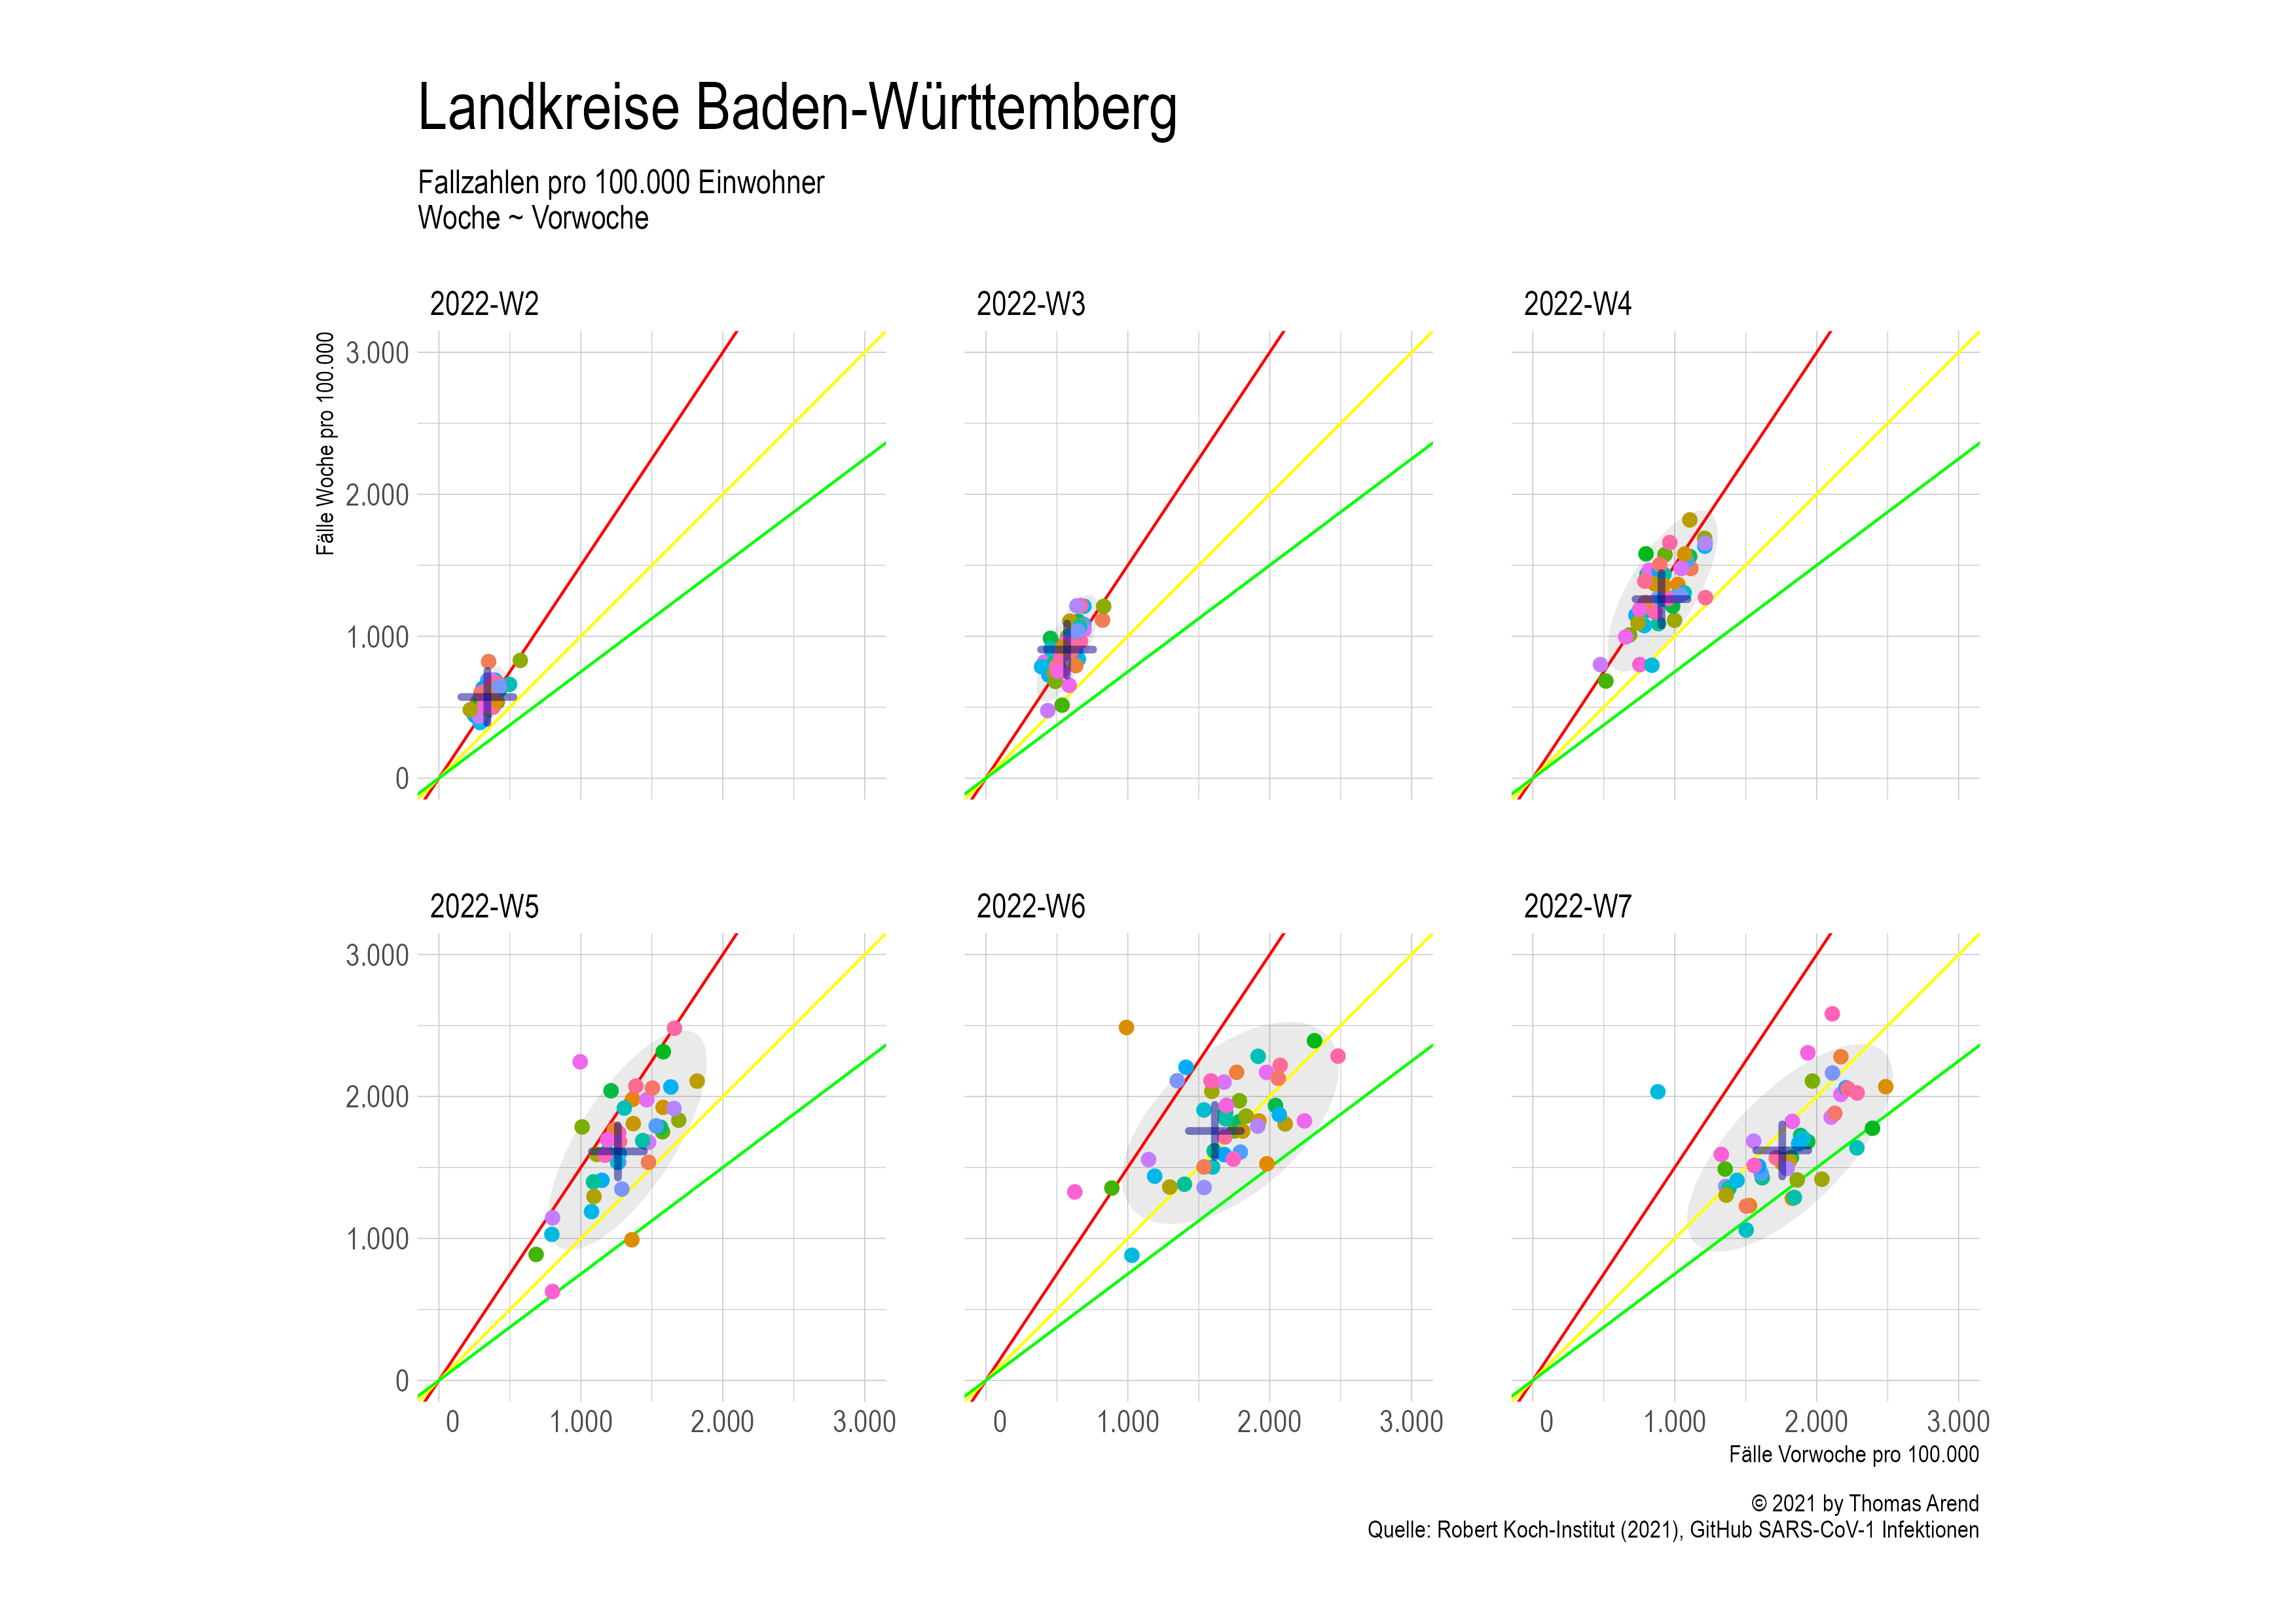 Landkreise Baden-Württemberg
Fallzahlen pro 100.000 Einwohner
Woche ~ Vorwoche
2022-W2
2022-W3
2022-W4
Fälle Woche pro 100.000
3.000
2.000
1.000
0
2022-W5
2022-W6
2022-W7
3.000
2.000
1.000
0
0 1.000 2.000 3.000
0 1.000 2.000 3.000
0 1.000 2.000 3.000
Fälle Vorwoche pro 100.000
© 2021 by Thomas Arend
Quelle: Robert Koch-Institut (2021), GitHub SARS-CoV-1 Infektionen